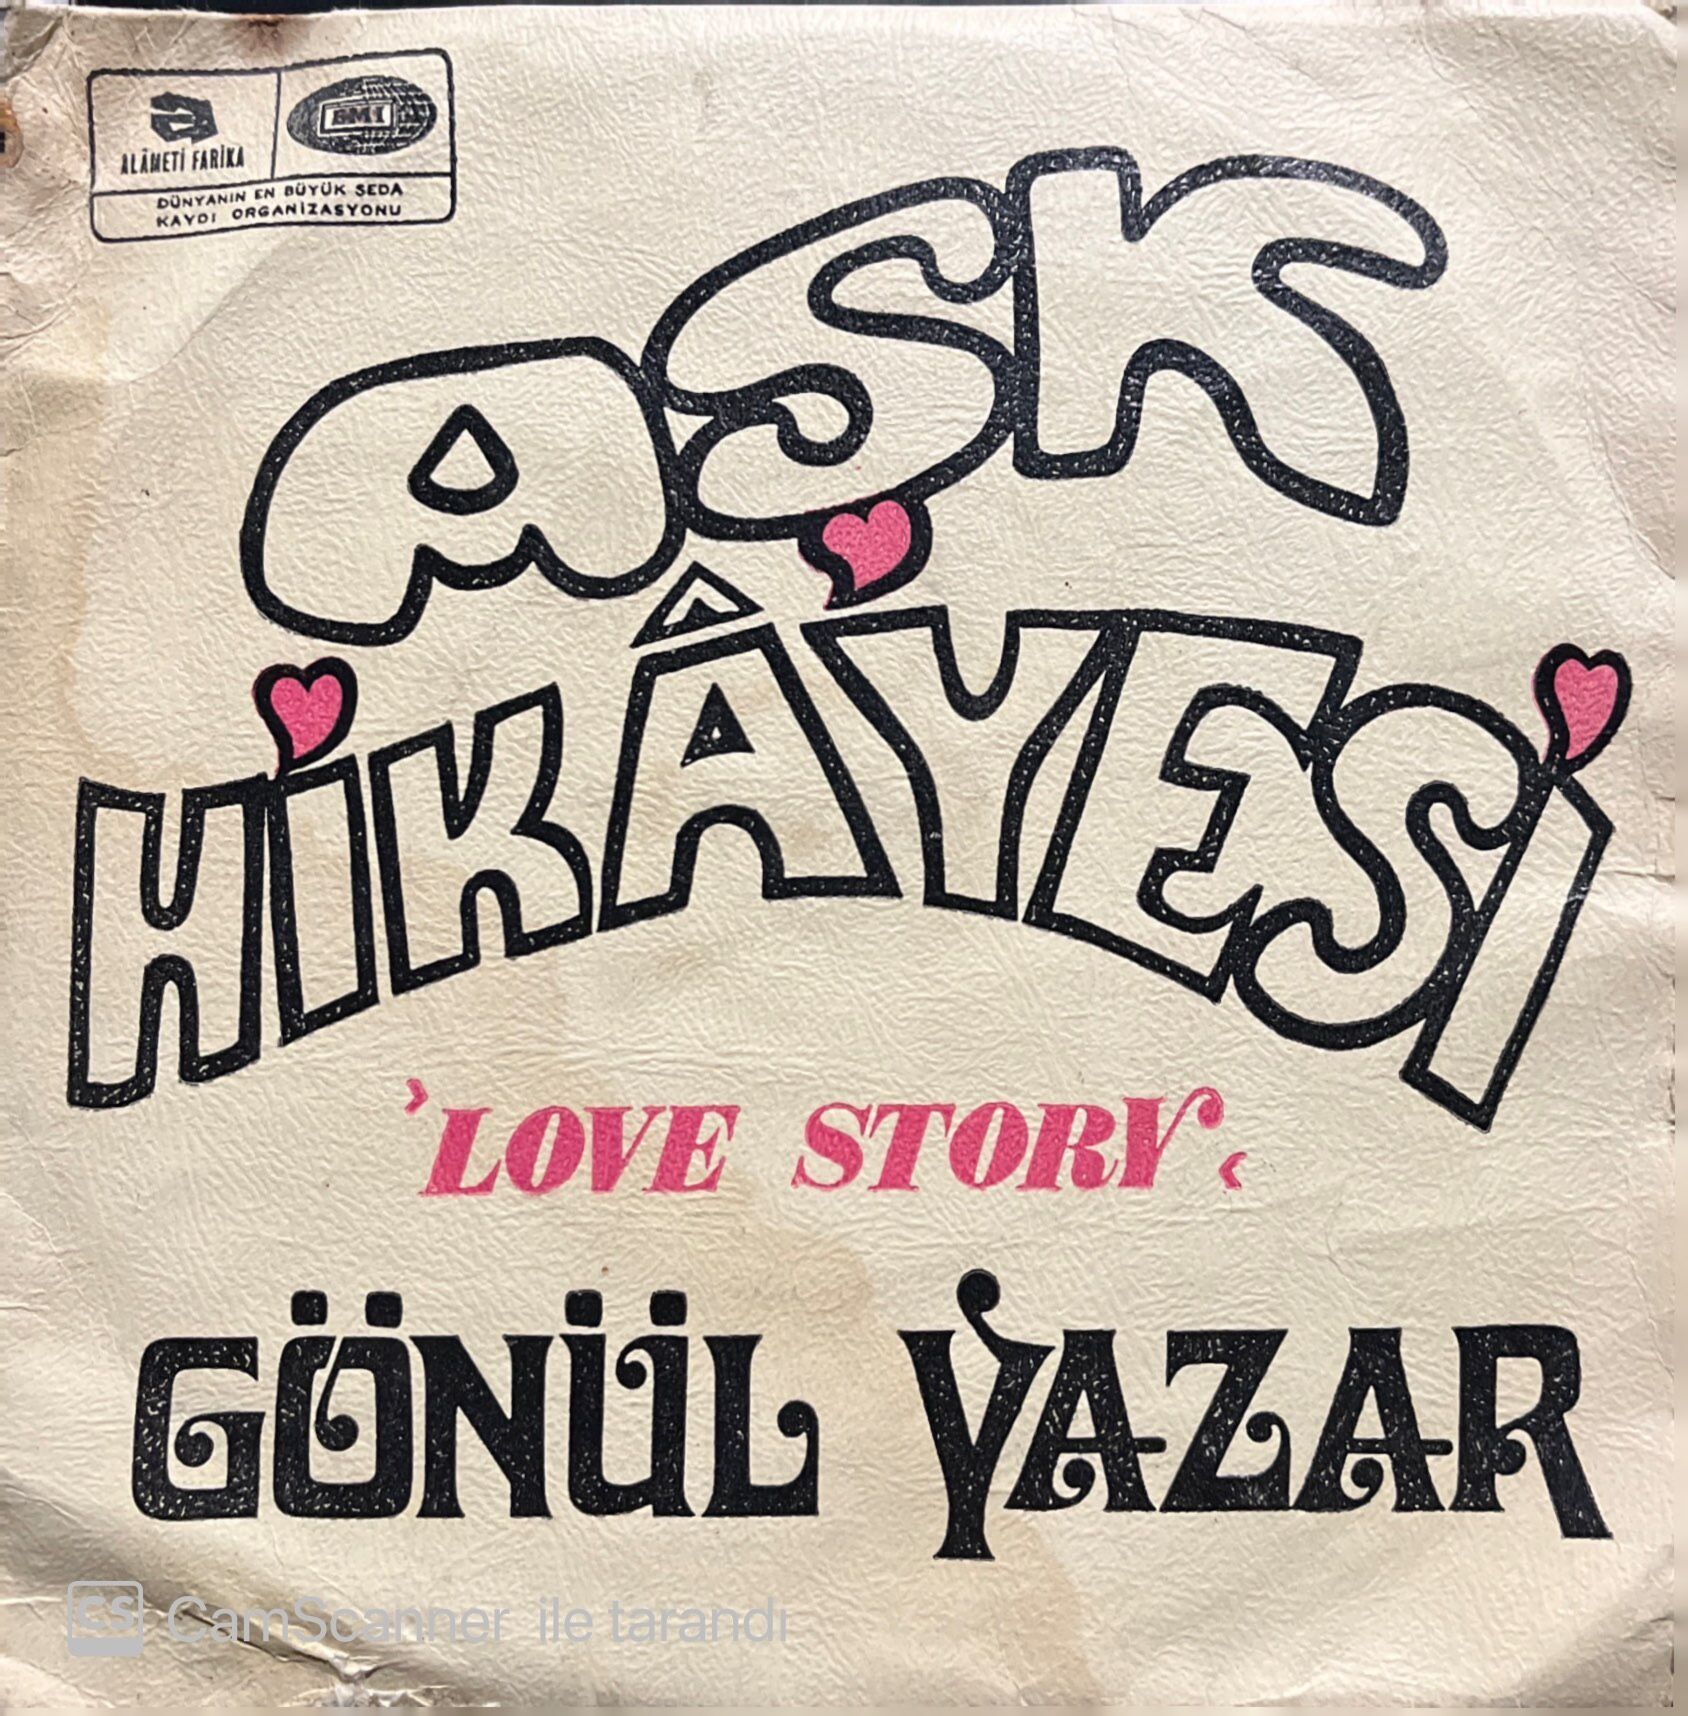 ALÂMETİ FARİKA
EMI
DÜNYANIN EN BÜYÜK SEDA
KAYDI ORGANİZASYONU
AŞK
HİKÂYESİ
'LOVE STORY'
GÖNÜL YAZAR
CS CamScanner ile tarandı